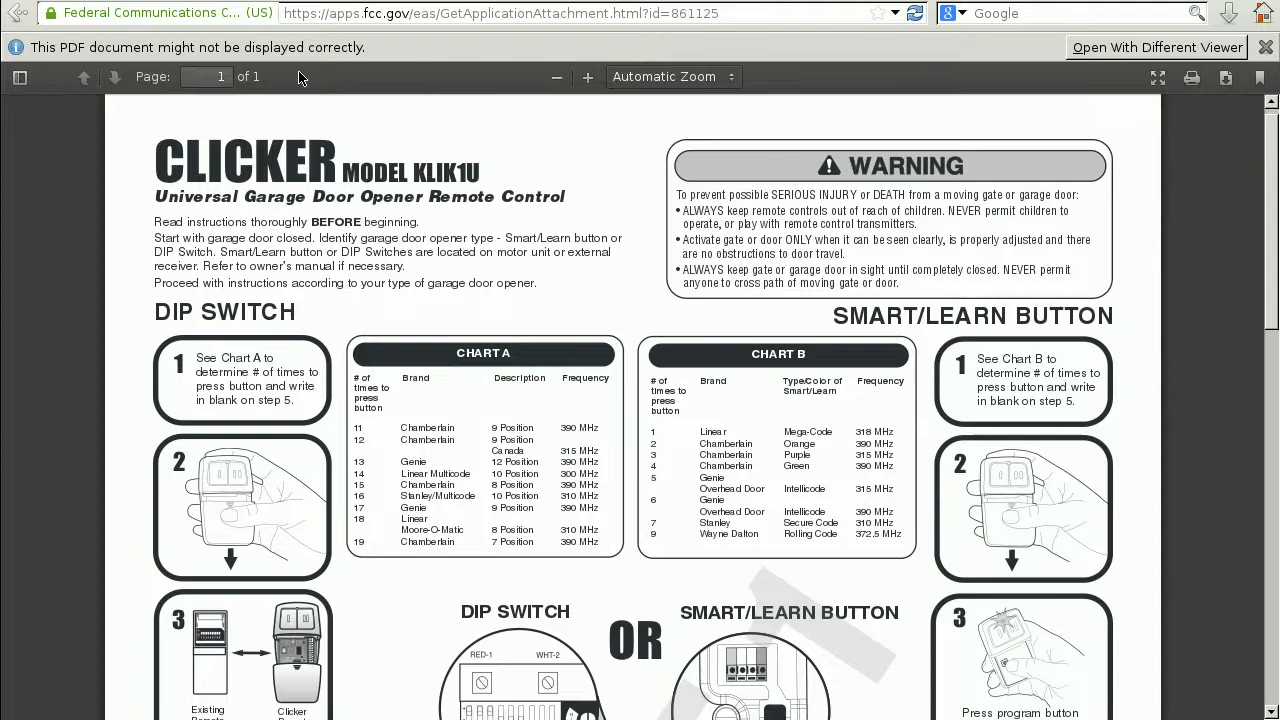 Federal Communications C... (US)
https://apps.fcc.gov/eas/GetApplicationAttachment.html?id=861125
8
Google
This PDF document might not be displayed correctly.
Open With Different Viewer
Page:
1
of 1
Automatic Zoom
CLICKER MODEL KLIK1U
Universal Garage Door Opener Remote Control
Read instructions thoroughly BEFORE beginning.
Start with garage door closed. Identify garage door opener type - Smart/Learn button or
DIP Switch. Smart/Learn button or DIP Switches are located on motor unit or external
receiver. Refer to owner's manual if necessary.
Proceed with instructions according to your type of garage door opener.
WARNING
To prevent possible SERIOUS INJURY or DEATH from a moving gate or garage door:
• ALWAYS keep remote controls out of reach of children. NEVER permit children to
operate, or play with remote control transmitters.
• Activate gate or door ONLY when it can be seen clearly, is properly adjusted and there
are no obstructions to door travel.
• ALWAYS keep gate or garage door in sight until completely closed. NEVER permit
anyone to cross path of moving gate or door.
DIP SWITCH
1
See Chart A to
determine # of times to
press button and write
in blank on step 5.
2
3
Existing
Clicker
CHART A
# of
times to
press
button
Brand
Description
Frequency
11 Chamberlain 9 Position 390 MHz
12 Chamberlain 9 Position
Canada 315 MHz
13 Genie 12 Position 390 MHz
14 Linear Multicode 10 Position 300 MHz
15 Chamberlain 8 Position 390 MHz
16 Stanley/Multicode 10 Position 310 MHz
17 Genie 9 Position 390 MHz
18 Linear
Moore-O-Matic 8 Position 310 MHz
19 Chamberlain 7 Position 390 MHz
CHART B
# of
times to
press
button
Brand
Type/Color of
Smart/Learn
Frequency
1 Linear Mega-Code 318 MHz
2 Chamberlain Orange 390 MHz
3 Chamberlain Purple 315 MHz
4 Chamberlain Green 390 MHz
5 Genie
Overhead Door Intellicode 315 MHz
6 Genie
Overhead Door Intellicode 390 MHz
7 Stanley Secure Code 310 MHz
9 Wayne Dalton Rolling Code 372.5 MHz
SMART/LEARN BUTTON
1
See Chart B to
determine # of times to
press button and write
in blank on step 5.
2
3
Press program button
DIP SWITCH
RED-1
WHT-2
OR
SMART/LEARN BUTTON